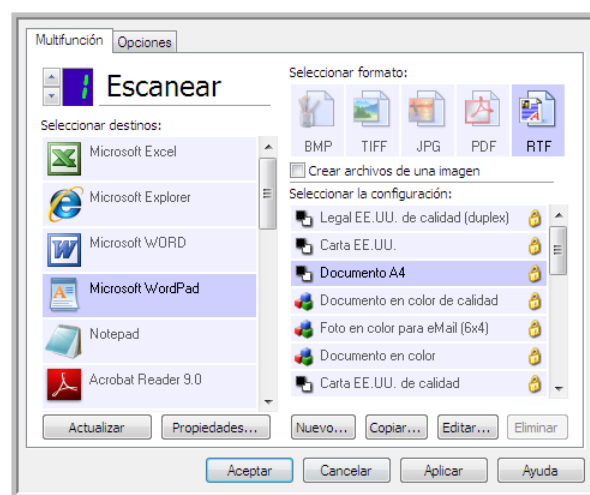 Multifunción
Opciones
1 Escanear
Seleccionar destinos:
Microsoft Excel
Microsoft Explorer
Microsoft WORD
Microsoft WordPad
Notepad
Acrobat Reader 9.0
Actualizar
Propiedades...
Seleccionar formato:
BMP TIFF JPG PDF RTF
Crear archivos de una imagen
Seleccionar la configuración:
Legal EE.UU. de calidad (duplex)
Carta EE.UU.
Documento A4
Documento en color de calidad
Foto en color para eMail (6x4)
Documento en color
Carta EE.UU. de calidad
Nuevo... Copiar... Editar... Eliminar
Aceptar Cancelar Aplicar Ayuda